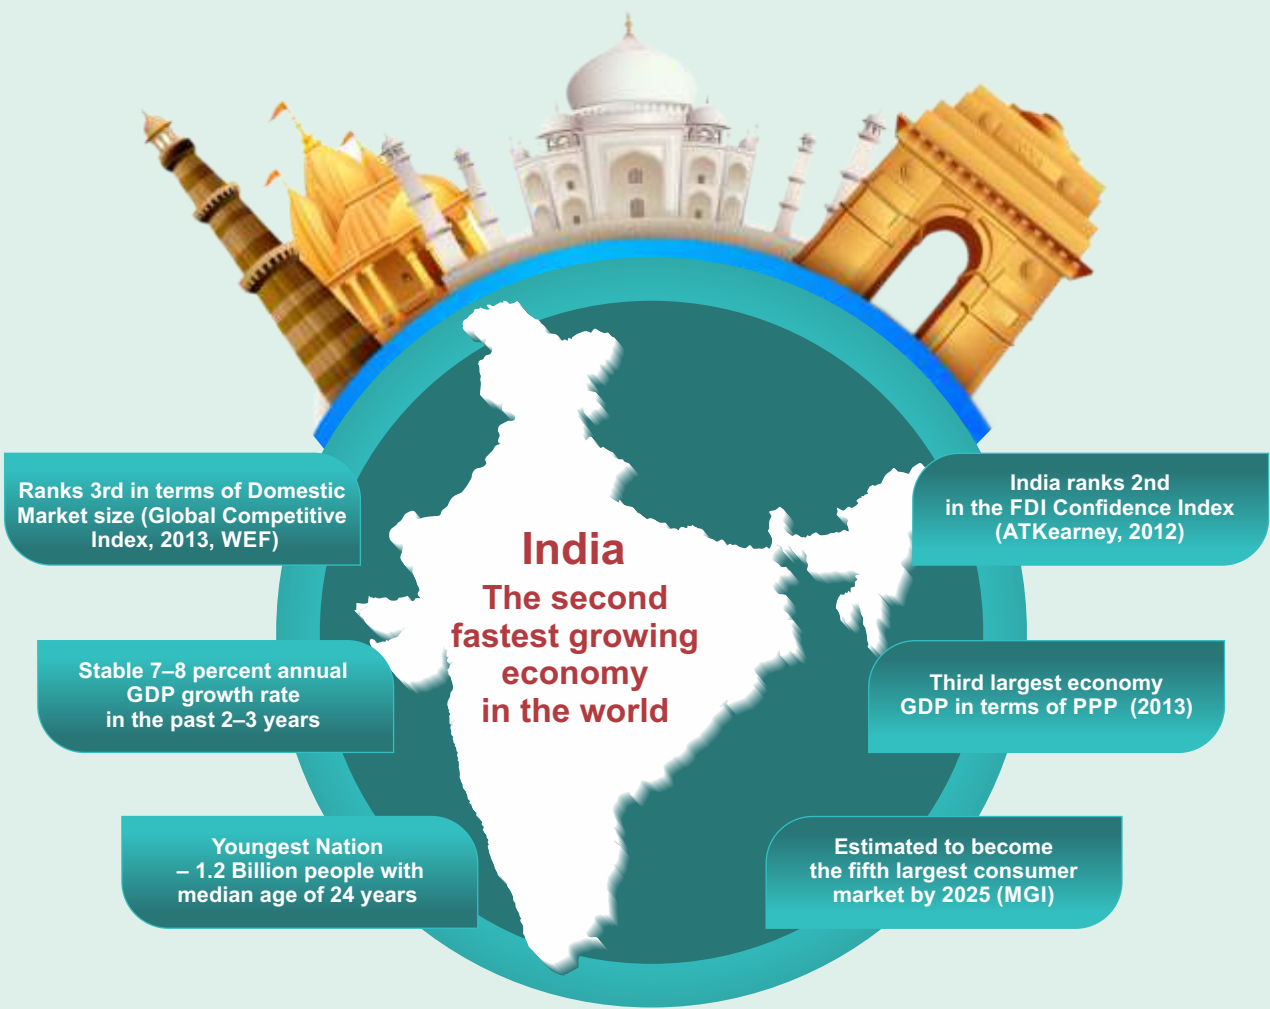 India
The second
fastest growing
economy
in the world
Ranks 3rd in terms of Domestic
Market size (Global Competitive
Index, 2013, WEF)
Stable 7–8 percent annual
GDP growth rate
in the past 2–3 years
Youngest Nation
– 1.2 Billion people with
median age of 24 years
India ranks 2nd
in the FDI Confidence Index
(ATKearney, 2012)
Third largest economy
GDP in terms of PPP (2013)
Estimated to become
the fifth largest consumer
market by 2025 (MGI)